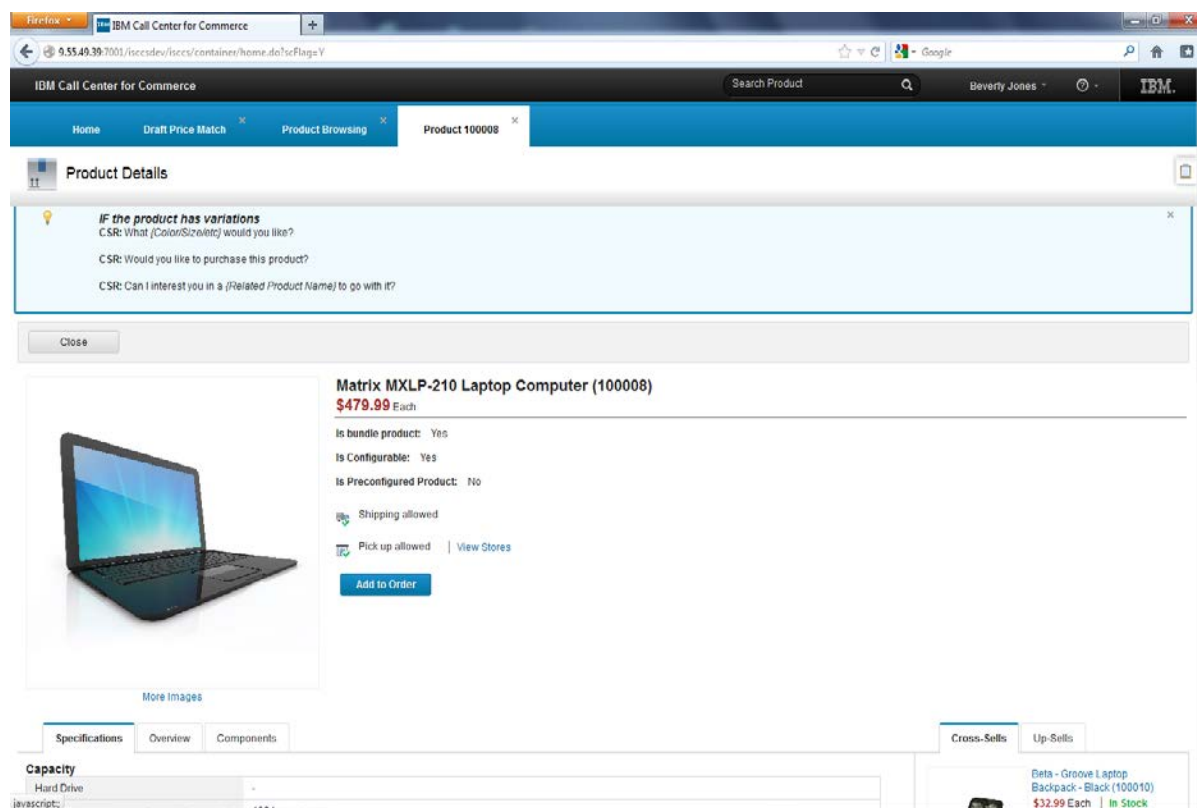 Firefox
IBM Call Center for Commerce
9.55.49.39:7001/isccsdev/isccs/container/home.do?scFlag=Y
Google
IBM Call Center for Commerce
Search Product
Beverly Jones
IBM.
Home
Draft Price Match
Product Browsing
Product 100008
Product Details
IF the product has variations
CSR: What {Color/Size/etc} would you like?
CSR: Would you like to purchase this product?
CSR: Can I interest you in a {Related Product Name} to go with it?
Close
Matrix MXLP-210 Laptop Computer (100008)
$479.99 Each
Is bundle product: Yes
Is Configurable: Yes
Is Preconfigured Product: No
Shipping allowed
Pick up allowed | View Stores
Add to Order
More Images
Specifications
Overview
Components
Cross-Sells
Up-Sells
Capacity
Hard Drive -
javascript:;
Beta - Groove Laptop
Backpack - Black (100010)
$32.99 Each | In Stock